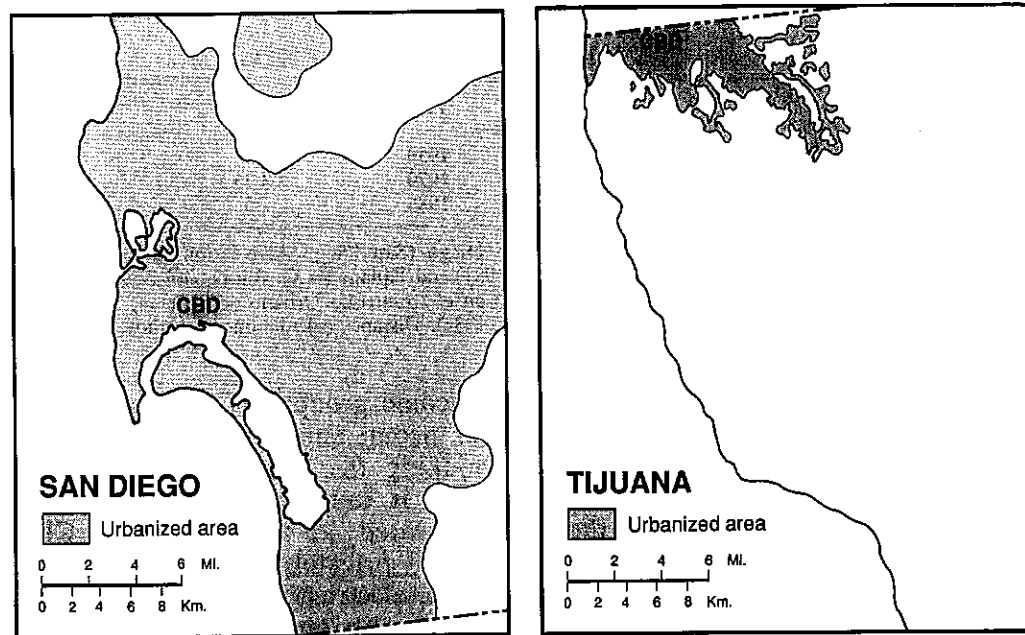 CBD
SAN DIEGO
Urbanized area
0 2 4 6 Mi.
0 2 4 6 8 Km.
CBD
TIJUANA
Urbanized area
0 2 4 6 Mi.
0 2 4 6 8 Km.